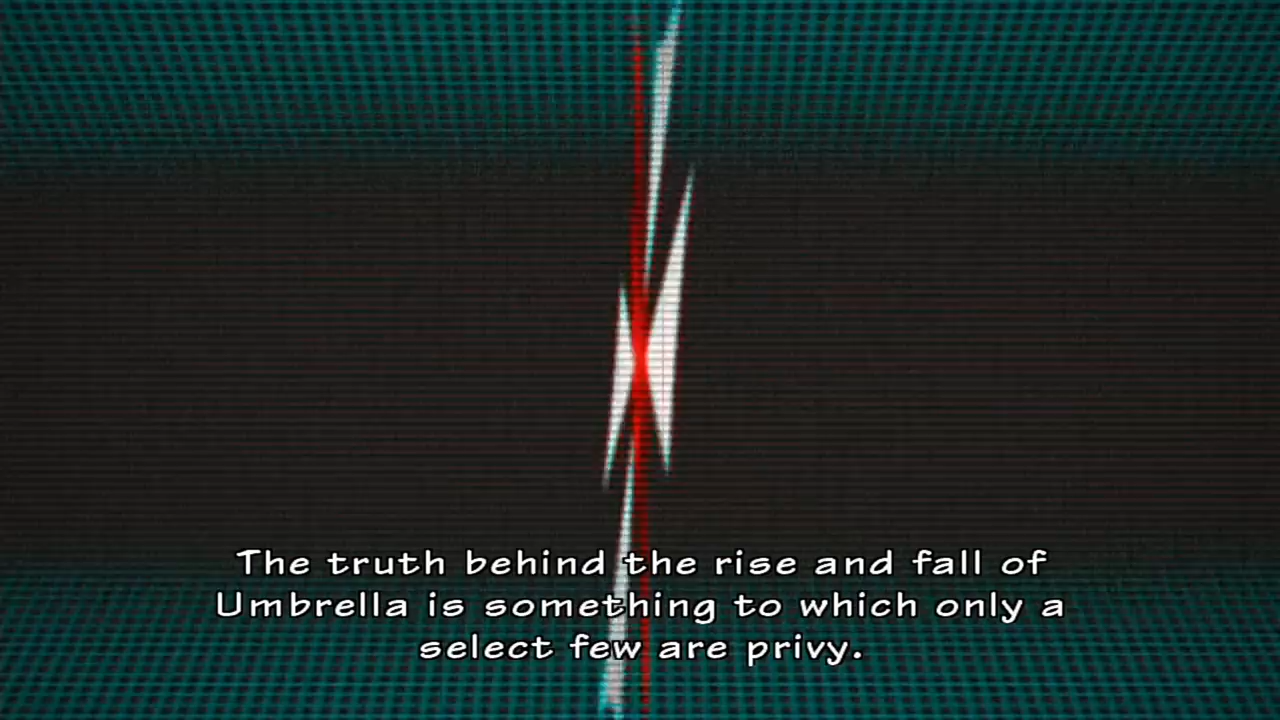 The truth behind the rise and fall of
Umbrella is something to which only a
select few are privy.